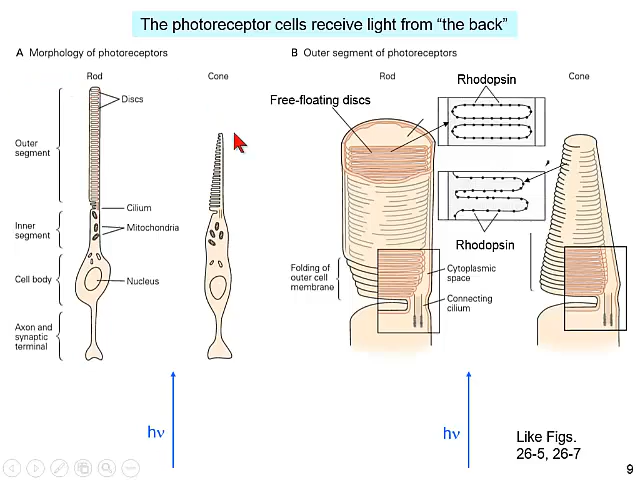 The photoreceptor cells receive light from “the back”
A Morphology of photoreceptors
Rod
Cone
Discs
Outer
segment
Cilium
Inner
segment
Mitochondria
Cell body
Nucleus
Axon and
synaptic
terminal
hν
B Outer segment of photoreceptors
Rod
Rhodopsin
Cone
Free-floating discs
Rhodopsin
Folding of
outer cell
membrane
Cytoplasmic
space
Connecting
cilium
hν
Like Figs.
26-5, 26-7
9